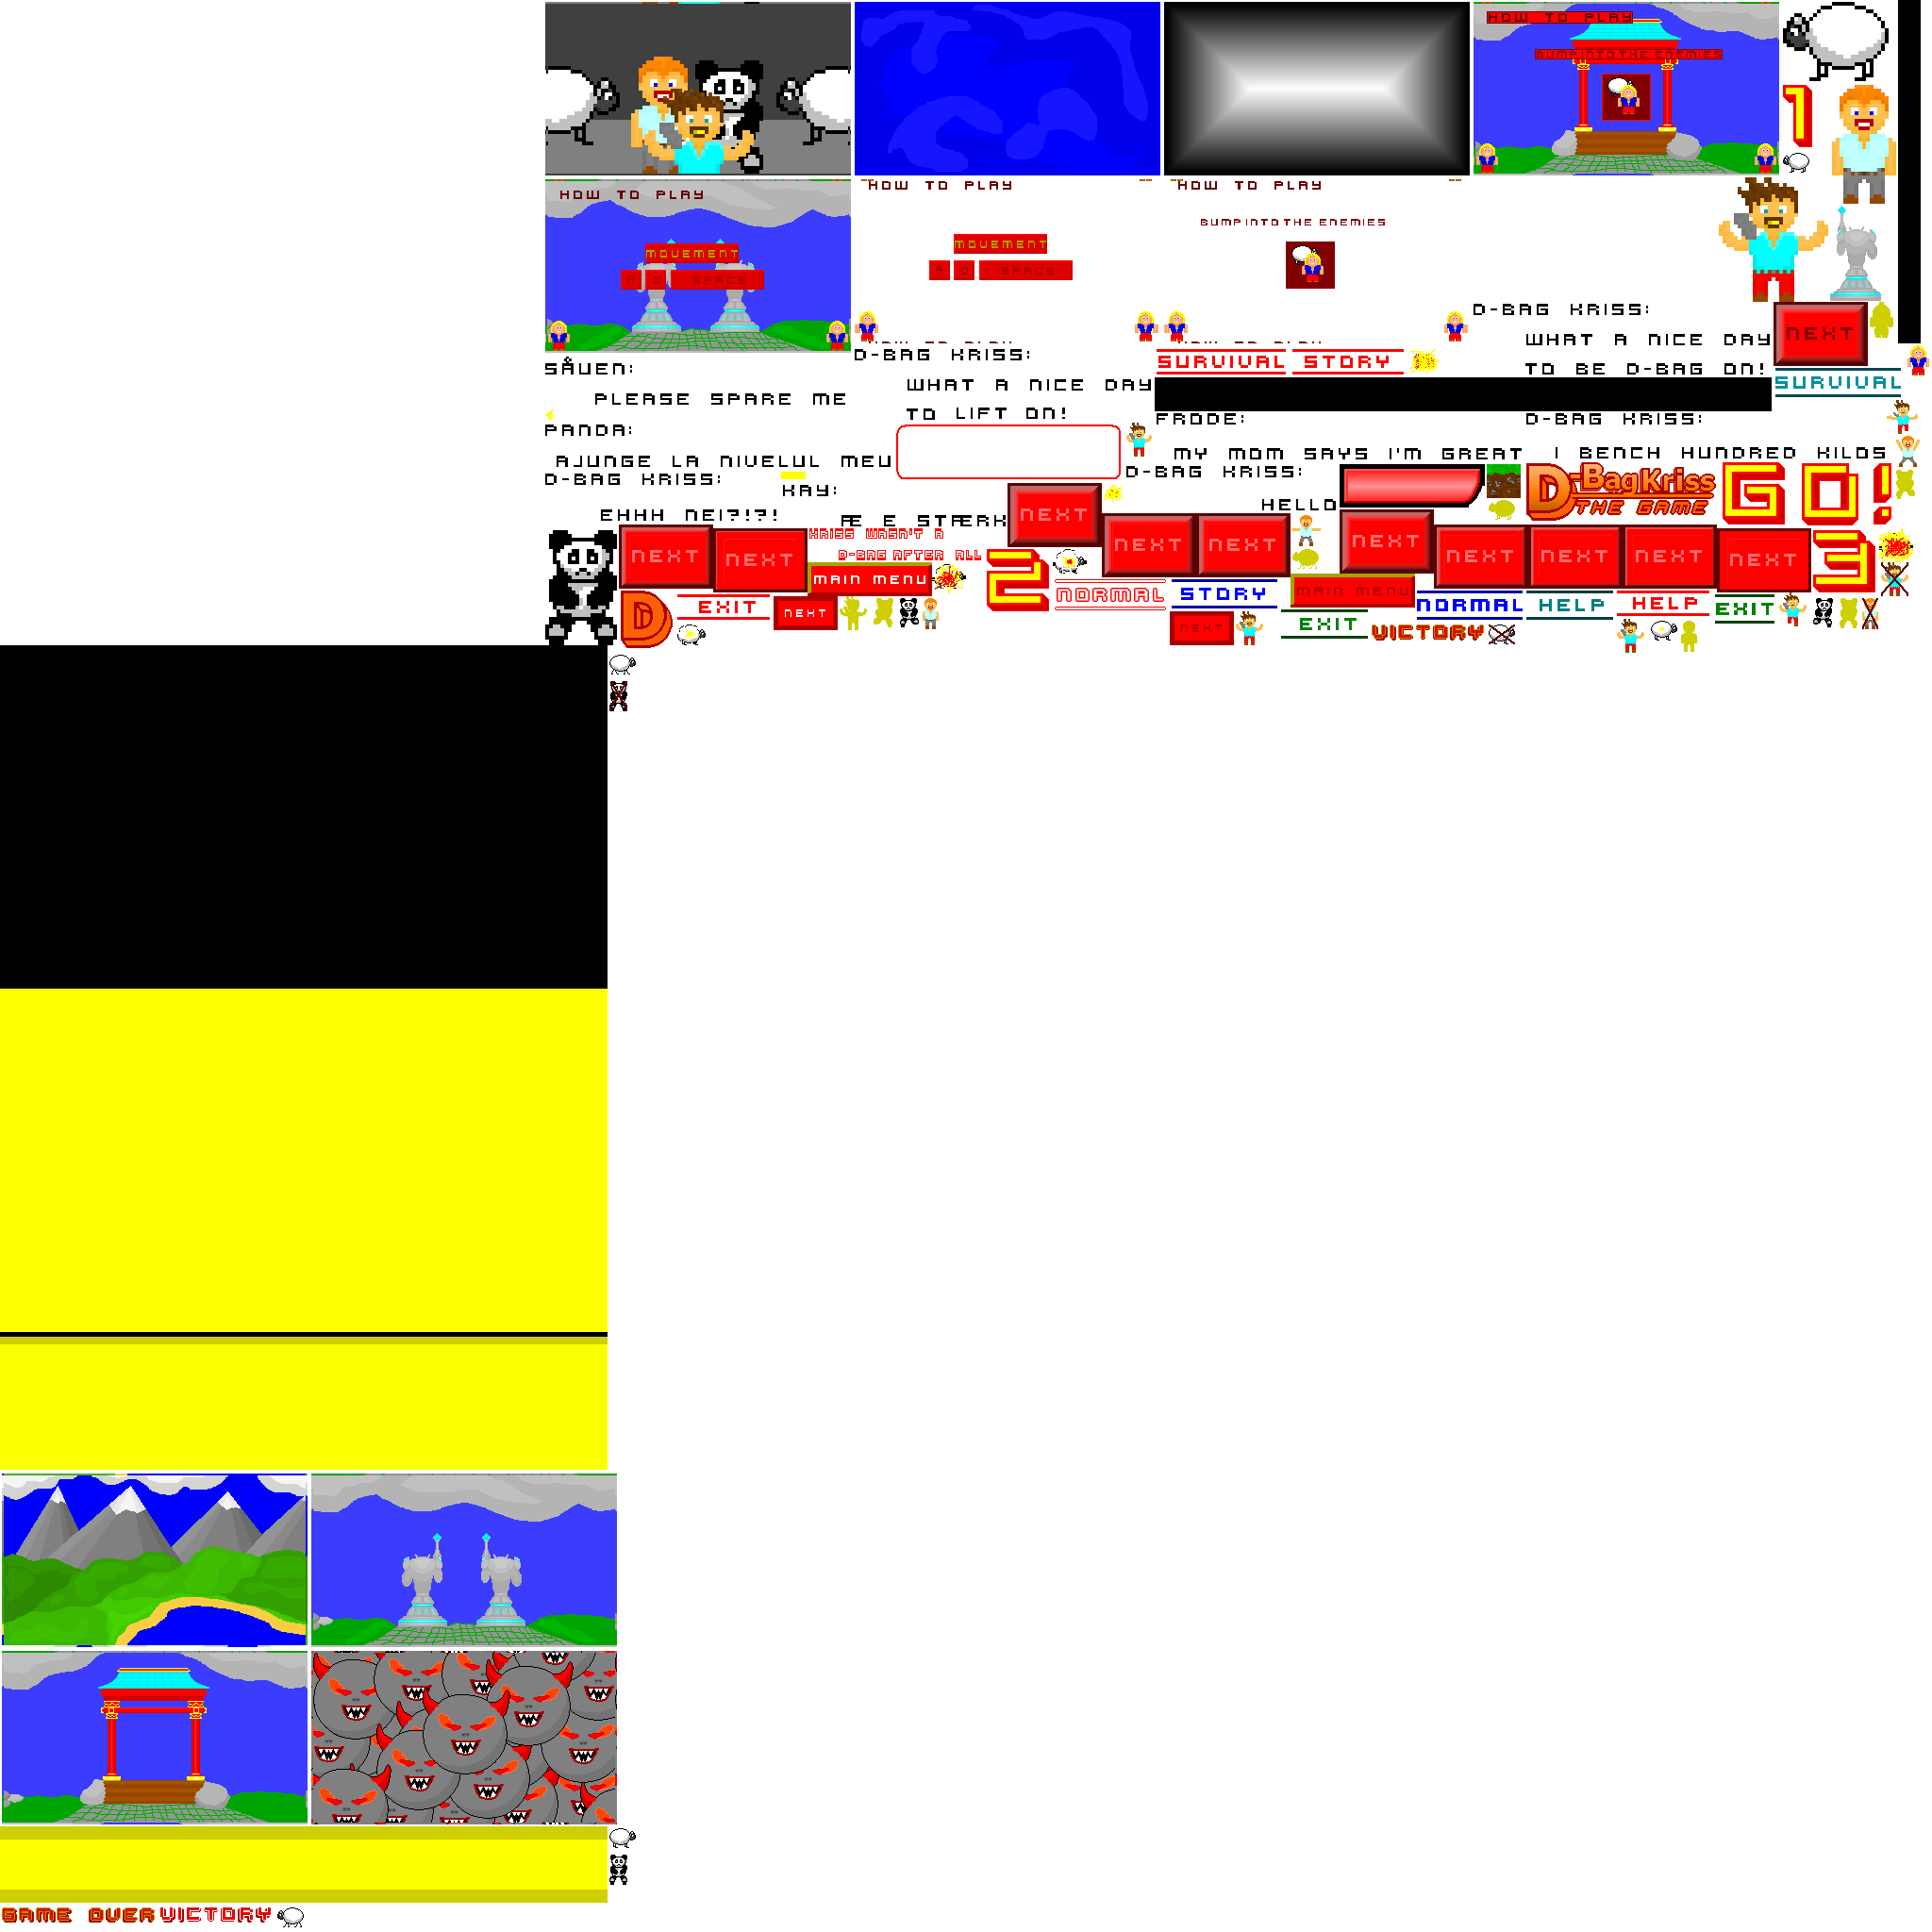 HOW TO PLAY
BUMP INTO THE ENEMIES
1
HOW TO PLAY
MOVEMENT
A D SPACE
HOW TO PLAY
MOVEMENT
A D SPACE
HOW TO PLAY
BUMP INTO THE ENEMIES
D-BAG KRISS:
WHAT A NICE DAY
TO BE D-BAG ON!
NEXT
SURVIVAL
SÅUEN:
PLEASE SPARE ME
D-BAG KRISS:
WHAT A NICE DAY
TO LIFT ON!
SURVIVAL
STORY
PANDA:
AJUNGE LA NIVELUL MEU
FRODE:
MY MOM SAYS I'M GREAT
D-BAG KRISS:
I BENCH HUNDRED KILOS
D-BAG KRISS:
EHHH NEI?!?!
KAY:
Æ E STÆRK
D-BAG KRISS:
HELLO
D-BagKriss
THE GAME
GO!
NEXT
NEXT
KRISS WASN'T A
D-BAG AFTER ALL
MAIN MENU
NEXT
NEXT
NEXT
NEXT
NEXT
NEXT
NEXT
NEXT
2
3
D
EXIT
NEXT
NORMAL
STORY
MAIN MENU
NORMAL
HELP
HELP
EXIT
NEXT
EXIT
VICTORY
GAME OVER
VICTORY